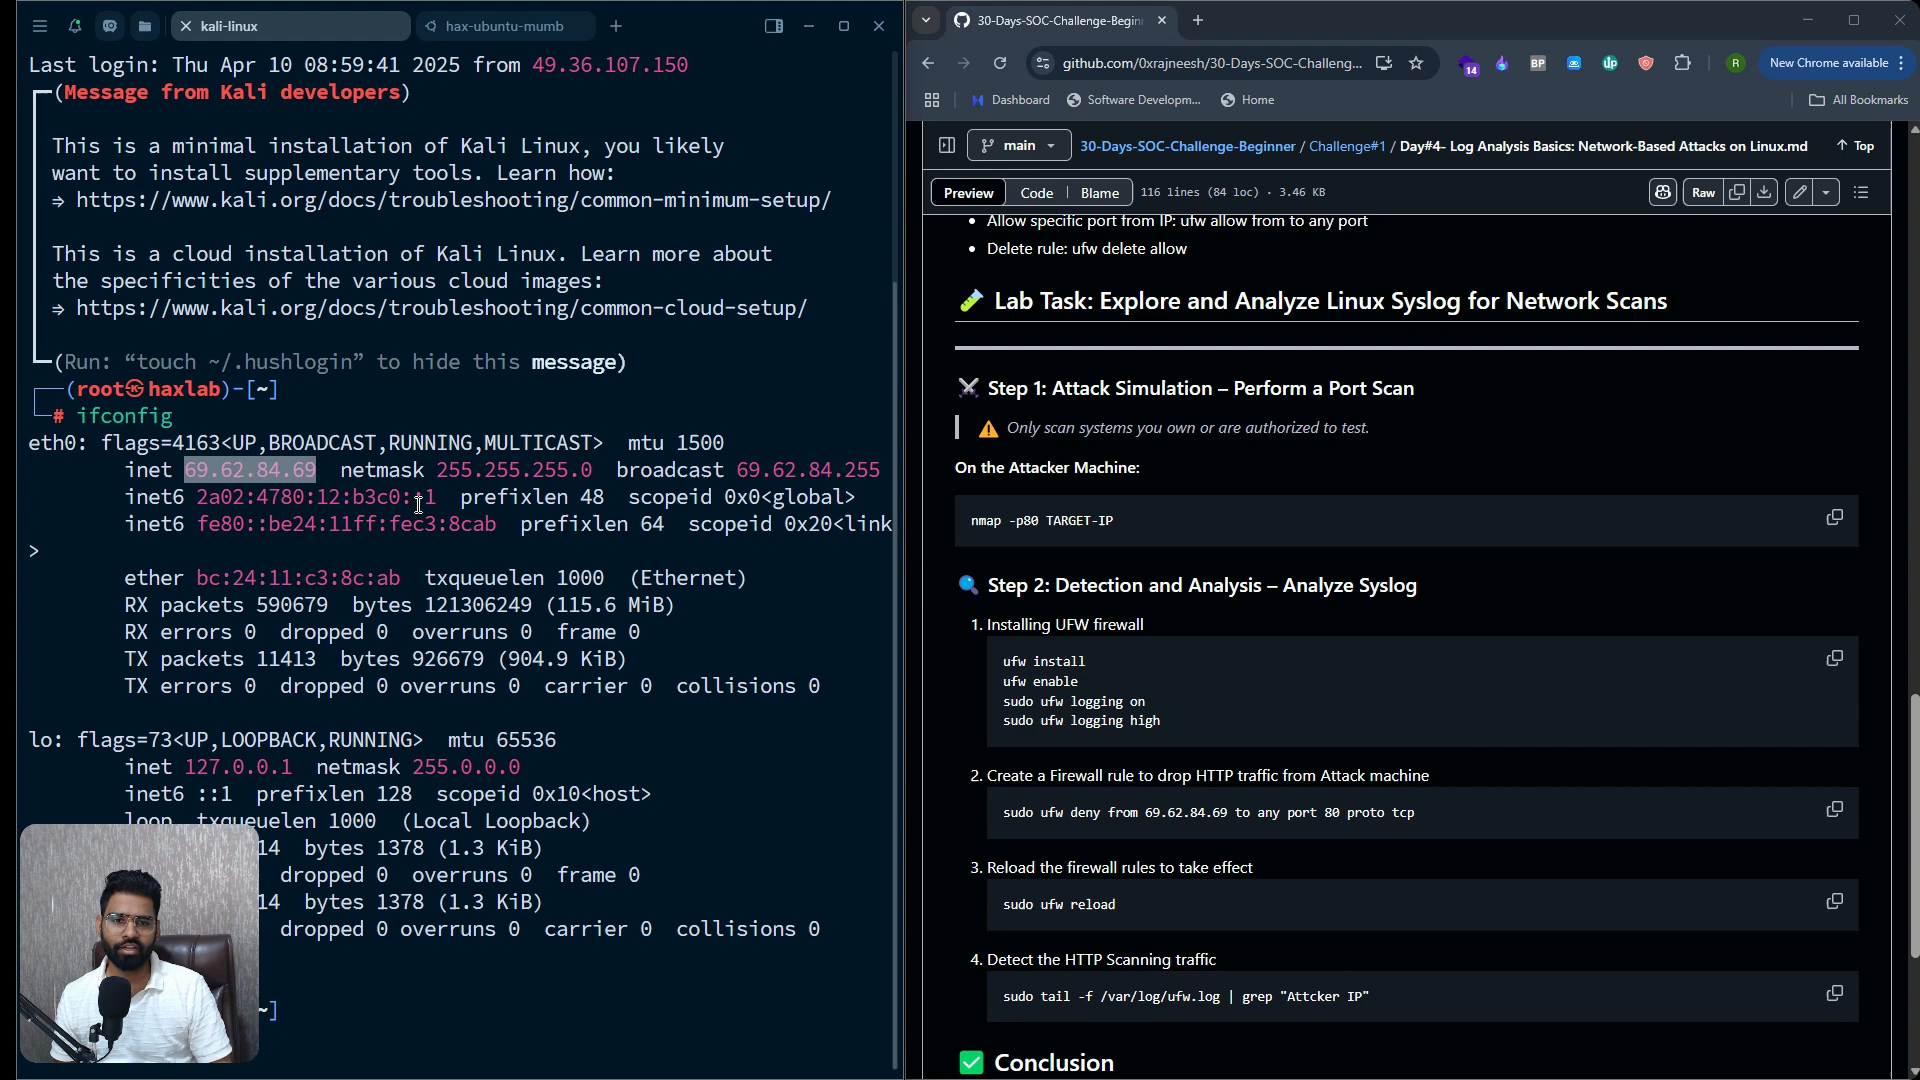 kali-linux
hax-ubuntu-mumb
Last login: Thu Apr 10 08:59:41 2025 from 49.36.107.150
(Message from Kali developers)
This is a minimal installation of Kali Linux, you likely
want to install supplementary tools. Learn how:
⇒ https://www.kali.org/docs/troubleshooting/common-minimum-setup/
This is a cloud installation of Kali Linux. Learn more about
the specificities of the various cloud images:
⇒ https://www.kali.org/docs/troubleshooting/common-cloud-setup/
(Run: “touch ~/.hushlogin” to hide this message)
(root㉿haxlab)-[~]
# ifconfig
eth0: flags=4163<UP,BROADCAST,RUNNING,MULTICAST>  mtu 1500
inet 69.62.84.69  netmask 255.255.255.0  broadcast 69.62.84.255
inet6 2a02:4780:12:b3c0::1  prefixlen 48  scopeid 0x0<global>
inet6 fe80::be24:11ff:fec3:8cab  prefixlen 64  scopeid 0x20<link
>
ether bc:24:11:c3:8c:ab  txqueuelen 1000  (Ethernet)
RX packets 590679  bytes 121306249 (115.6 MiB)
RX errors 0  dropped 0  overruns 0  frame 0
TX packets 11413  bytes 926679 (904.9 KiB)
TX errors 0  dropped 0 overruns 0  carrier 0  collisions 0
lo: flags=73<UP,LOOPBACK,RUNNING>  mtu 65536
inet 127.0.0.1  netmask 255.0.0.0
inet6 ::1  prefixlen 128  scopeid 0x10<host>
loop  txqueuelen 1000  (Local Loopback)
14  bytes 1378 (1.3 KiB)
dropped 0  overruns 0  frame 0
14  bytes 1378 (1.3 KiB)
dropped 0 overruns 0  carrier 0  collisions 0
~]
30-Days-SOC-Challenge-Beginn
github.com/0xrajneesh/30-Days-SOC-Challeng...
14
BP
up
R
New Chrome available
Dashboard
Software Developm...
Home
All Bookmarks
main
30-Days-SOC-Challenge-Beginner / Challenge#1 / Day#4- Log Analysis Basics: Network-Based Attacks on Linux.md
Top
Preview
Code
Blame
116 lines (84 loc) · 3.46 KB
Raw
Allow specific port from IP: ufw allow from to any port
Delete rule: ufw delete allow
Lab Task: Explore and Analyze Linux Syslog for Network Scans
Step 1: Attack Simulation – Perform a Port Scan
Only scan systems you own or are authorized to test.
On the Attacker Machine:
nmap -p80 TARGET-IP
Step 2: Detection and Analysis – Analyze Syslog
1. Installing UFW firewall
ufw install
ufw enable
sudo ufw logging on
sudo ufw logging high
2. Create a Firewall rule to drop HTTP traffic from Attack machine
sudo ufw deny from 69.62.84.69 to any port 80 proto tcp
3. Reload the firewall rules to take effect
sudo ufw reload
4. Detect the HTTP Scanning traffic
sudo tail -f /var/log/ufw.log | grep "Attcker IP"
Conclusion